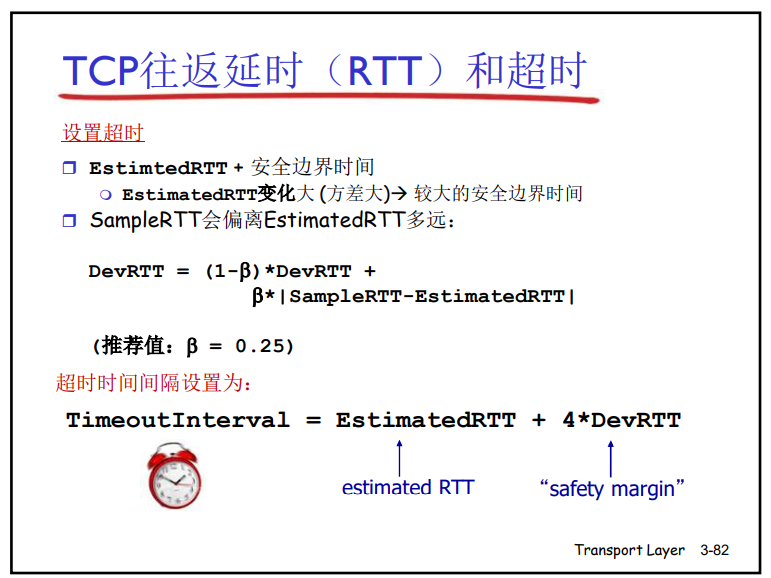 TCP往返延时（RTT）和超时
设置超时
EstimtedRTT + 安全边界时间
EstimatedRTT变化大 (方差大)→ 较大的安全边界时间
SampleRTT会偏离EstimatedRTT多远：
DevRTT = (1-β)*DevRTT +
β*|SampleRTT-EstimatedRTT|
(推荐值：β = 0.25)
超时时间间隔设置为：
TimeoutInterval = EstimatedRTT + 4*DevRTT
estimated RTT “safety margin”
Transport Layer 3-82